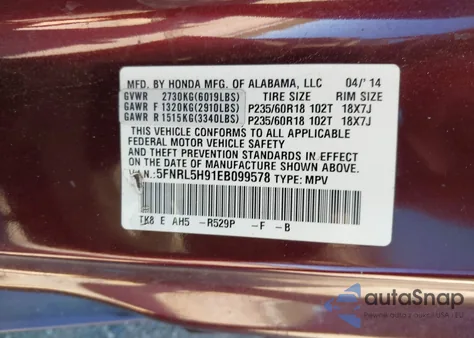 MFD. BY HONDA MFG. OF ALABAMA, LLC 04/'14
GVWR 2730KG(6019LBS) TIRE SIZE RIM SIZE
GAWR F 1320KG(2910LBS) P235/60R18 102T 18X7J
GAWR R 1515KG(3340LBS) P235/60R18 102T 18X7J
THIS VEHICLE CONFORMS TO ALL APPLICABLE
FEDERAL MOTOR VEHICLE SAFETY
AND THEFT PREVENTION STANDARDS IN EFFECT ON
THE DATE OF MANUFACTURE SHOWN ABOVE.
5FNRL5H91EB099578 TYPE: MPV
TK8 E AH5 -R529P -F -B
autoSnap